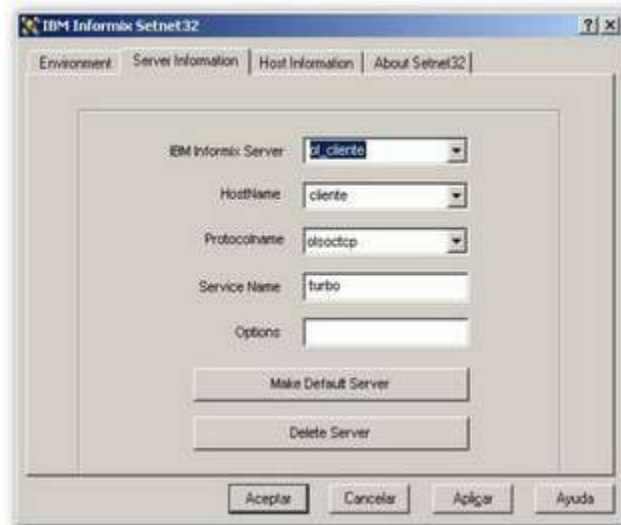 IBM Informix Setnet32
Environment Server Information Host Information About Setnet32
IBM Informix Server ol_cliente
HostName cliente
Protocolname olsoctcp
Service Name turbo
Options
Make Default Server
Delete Server
Aceptar Cancelar Aplicar Ayuda